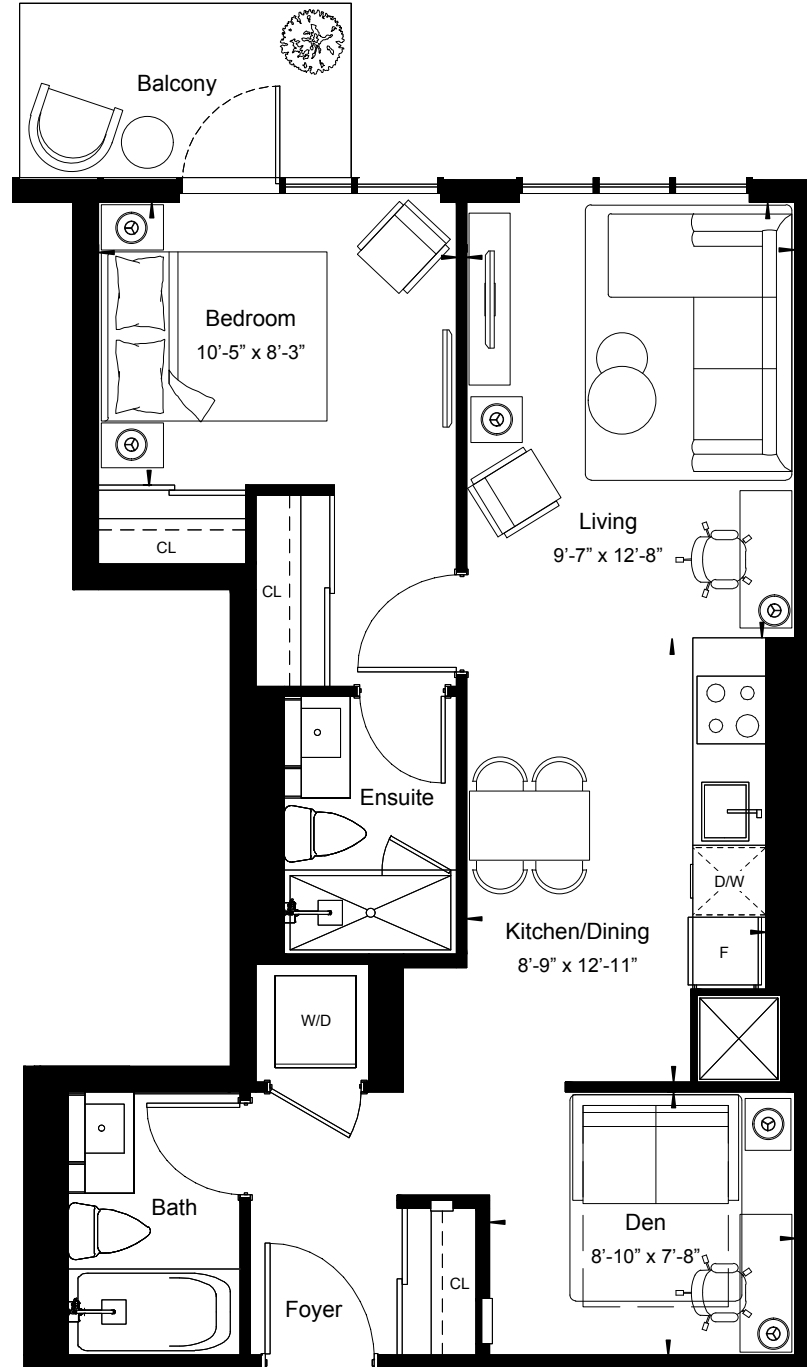 Balcony
Bedroom
10'-5” x 8'-3”
CL
CL
Living
9'-7” x 12'-8”
Ensuite
D/W
Kitchen/Dining
8'-9” x 12'-11”
F
W/D
Bath
Den
8'-10” x 7'-8”
CL
Foyer